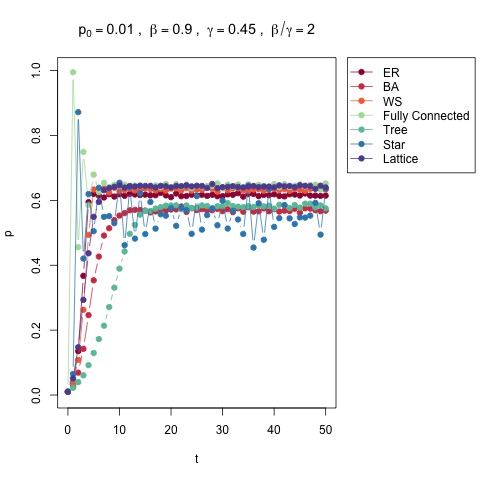 p0 = 0.01 , β = 0.9 , γ = 0.45 , β/γ = 2
ER
BA
WS
Fully Connected
Tree
Star
Lattice
1.0
0.8
0.6
0.4
0.2
0.0
p
0 10 20 30 40 50
t